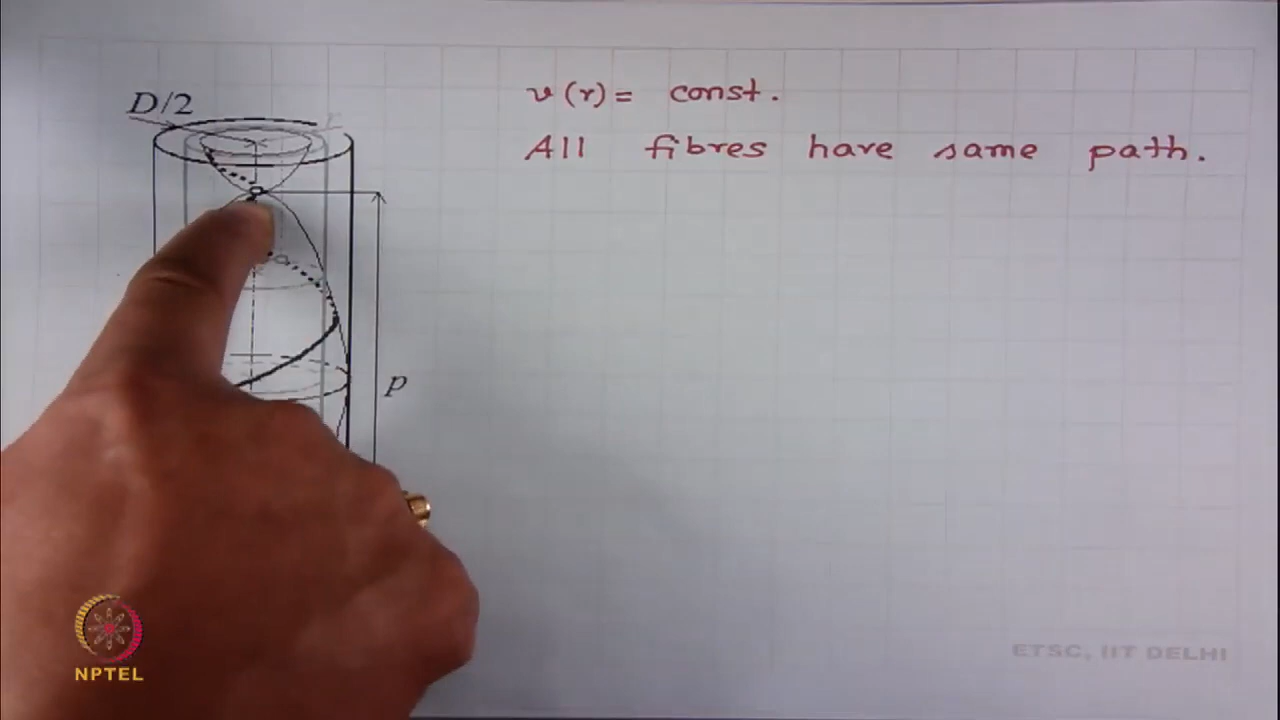 D/2
r
ν(r) = const.
All fibres have same path.
p
NPTEL
ETSC, IIT DELHI